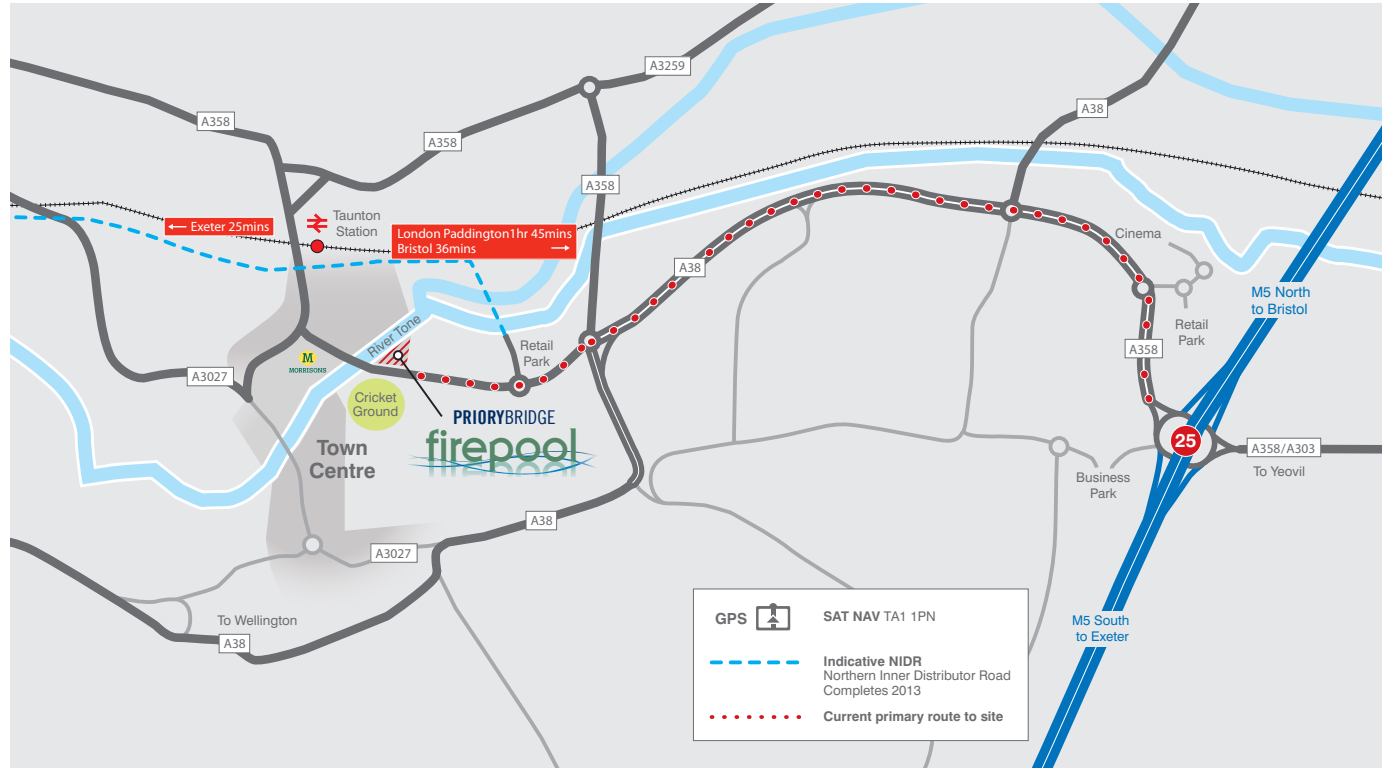 A3259
A358
A38
A358
A358
Taunton
Station
← Exeter 25mins
London Paddington1hr 45mins
Bristol 36mins →
Cinema
A38
M5 North
to Bristol
River Tone
Retail
Park
Retail
Park
A358
M
MORRISONS
A3027
Cricket
Ground
PRIORYBRIDGE
firepool
Town
Centre
25
A358/A303
To Yeovil
Business
Park
A38
A3027
To Wellington
A38
GPS
SAT NAV TA1 1PN
M5 South
to Exeter
Indicative NIDR
Northern Inner Distributor Road
Completes 2013
Current primary route to site